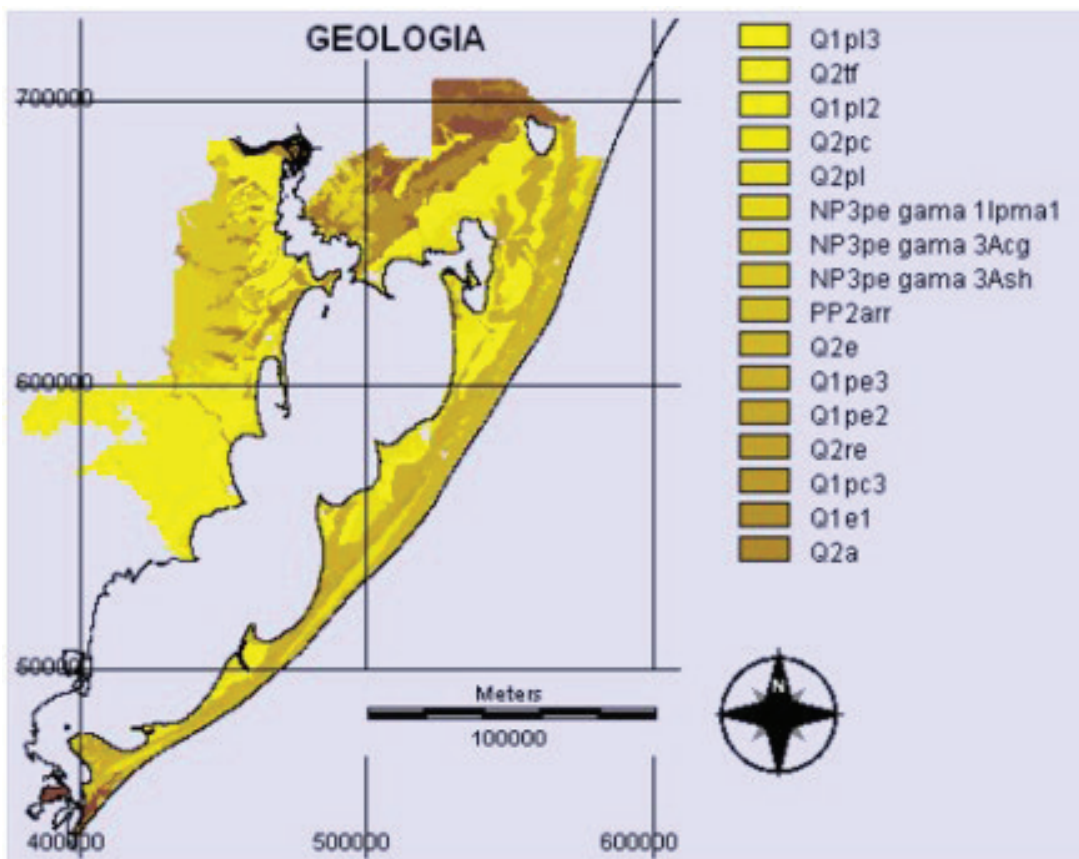 GEOLOGIA
700000
600000
500000
400000
500000
600000
Meters
100000
N
Q1pl3
Q2tf
Q1pl2
Q2pc
Q2pl
NP3pe gama 1lpma1
NP3pe gama 3Acg
NP3pe gama 3Ash
PP2arr
Q2e
Q1pe3
Q1pe2
Q2re
Q1pc3
Q1e1
Q2a